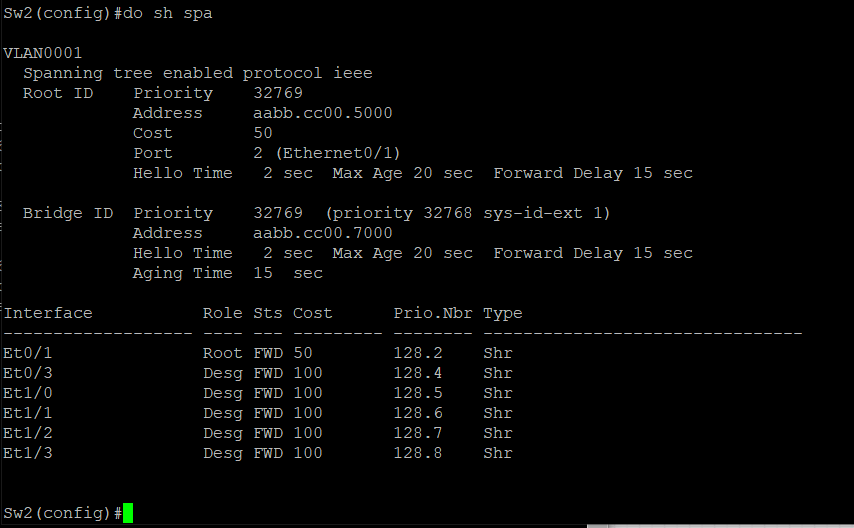 Sw2(config)#do sh spa
VLAN0001
  Spanning tree enabled protocol ieee
  Root ID    Priority    32769
             Address     aabb.cc00.5000
             Cost        50
             Port        2 (Ethernet0/1)
             Hello Time   2 sec  Max Age 20 sec  Forward Delay 15 sec
  Bridge ID  Priority    32769  (priority 32768 sys-id-ext 1)
             Address     aabb.cc00.7000
             Hello Time   2 sec  Max Age 20 sec  Forward Delay 15 sec
             Aging Time  15  sec
Interface           Role Sts Cost      Prio.Nbr Type
------------------- ---- --- --------- -------- --------------------------------
Et0/1               Root FWD 50        128.2    Shr
Et0/3               Desg FWD 100       128.4    Shr
Et1/0               Desg FWD 100       128.5    Shr
Et1/1               Desg FWD 100       128.6    Shr
Et1/2               Desg FWD 100       128.7    Shr
Et1/3               Desg FWD 100       128.8    Shr
Sw2(config)#